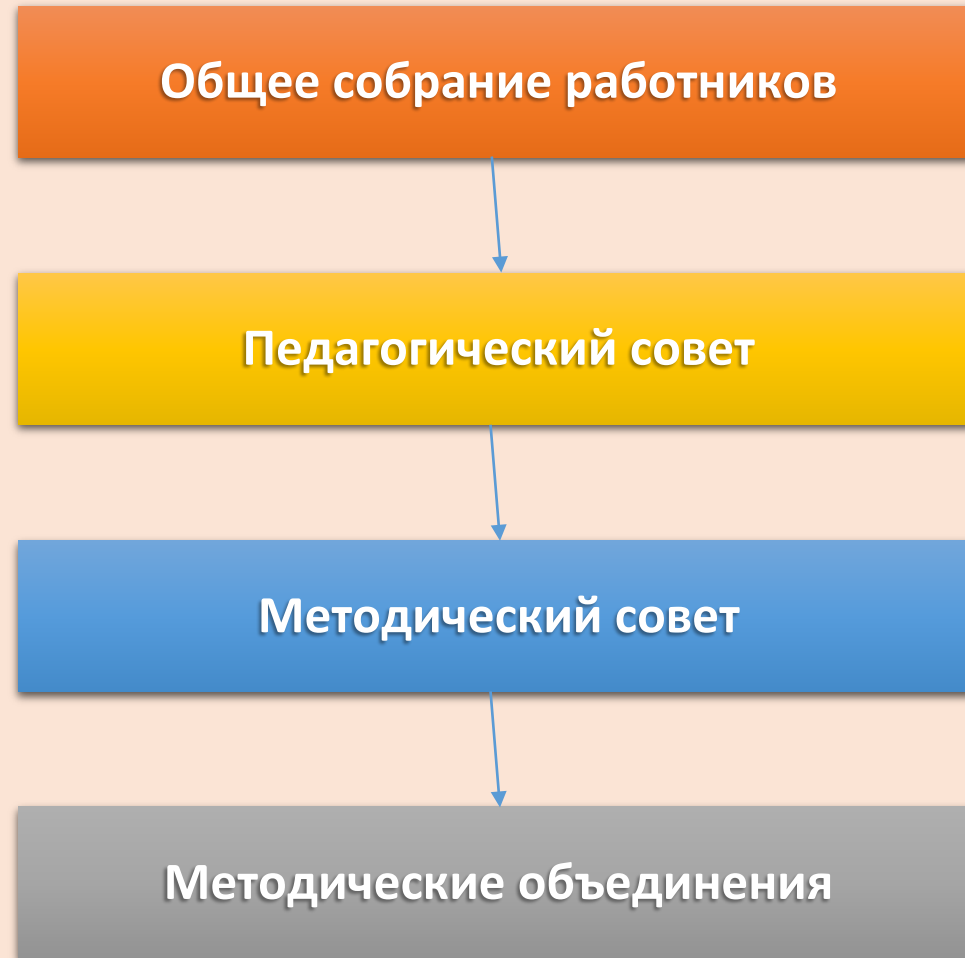 Общее собрание работников
Педагогический совет
Методический совет
Методические объединения